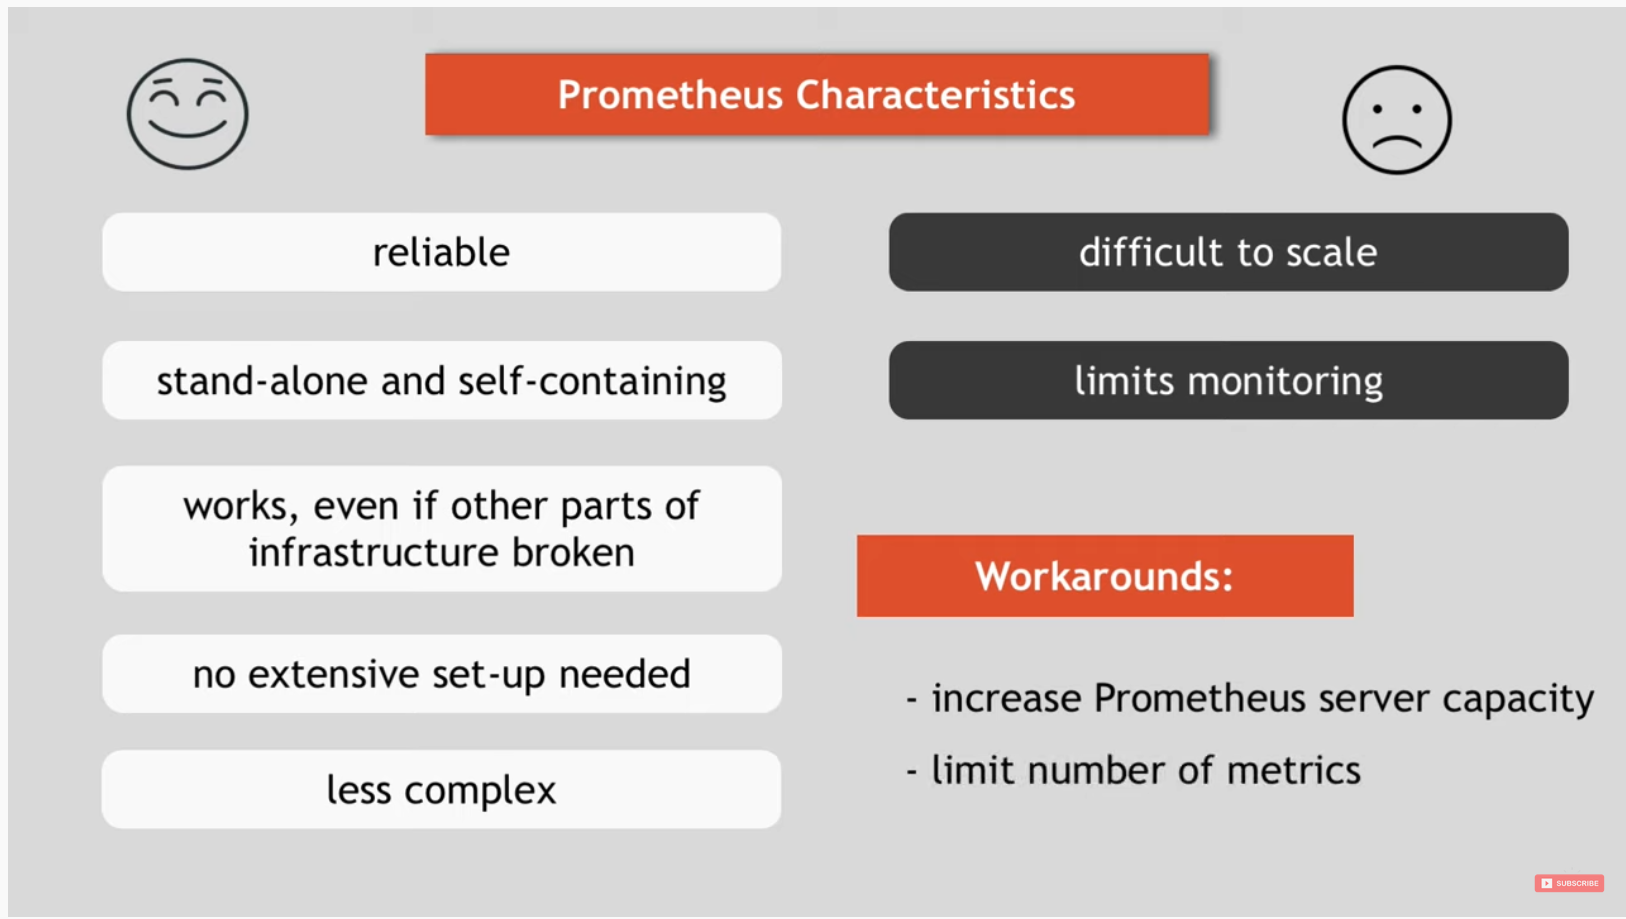 Prometheus Characteristics
reliable
stand-alone and self-containing
works, even if other parts of
infrastructure broken
no extensive set-up needed
less complex
difficult to scale
limits monitoring
Workarounds:
- increase Prometheus server capacity
- limit number of metrics
SUBSCRIBE